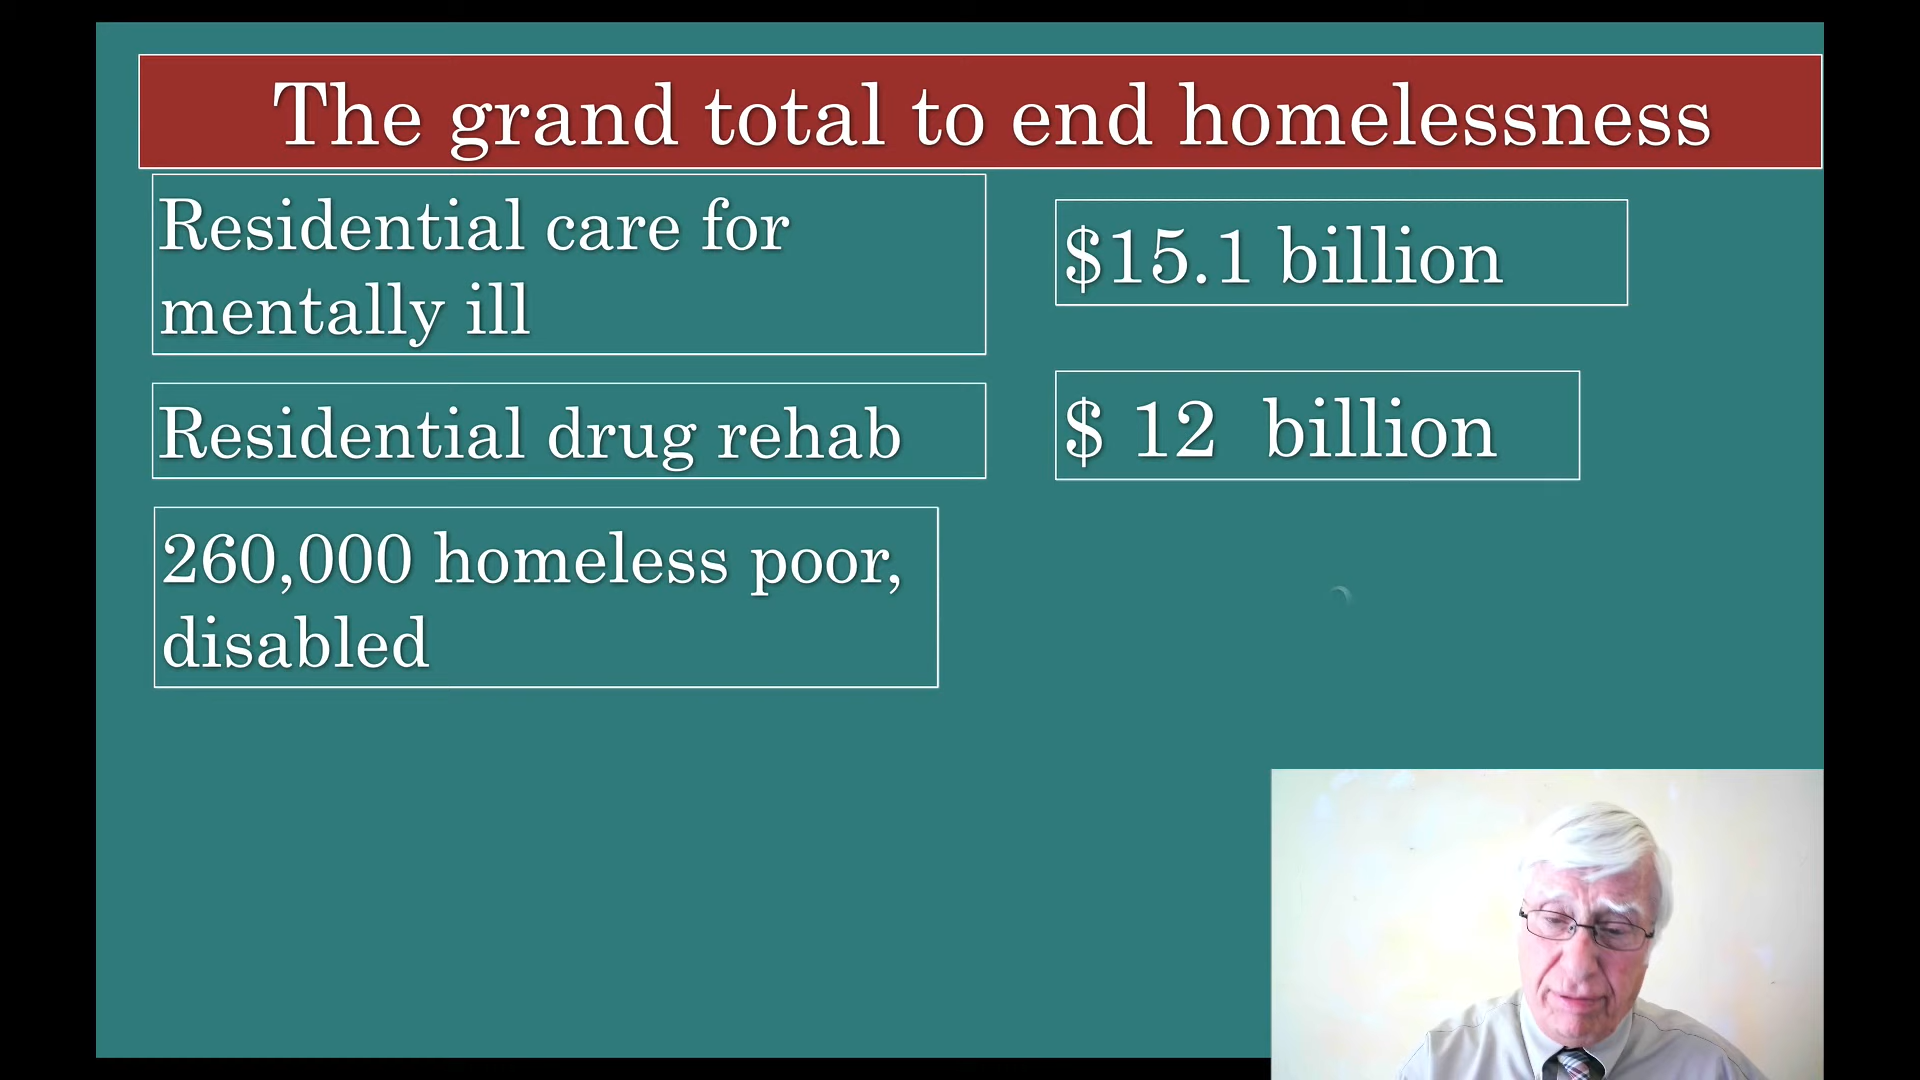 The grand total to end homelessness
Residential care for
mentally ill
$15.1 billion
Residential drug rehab
$ 12 billion
260,000 homeless poor,
disabled